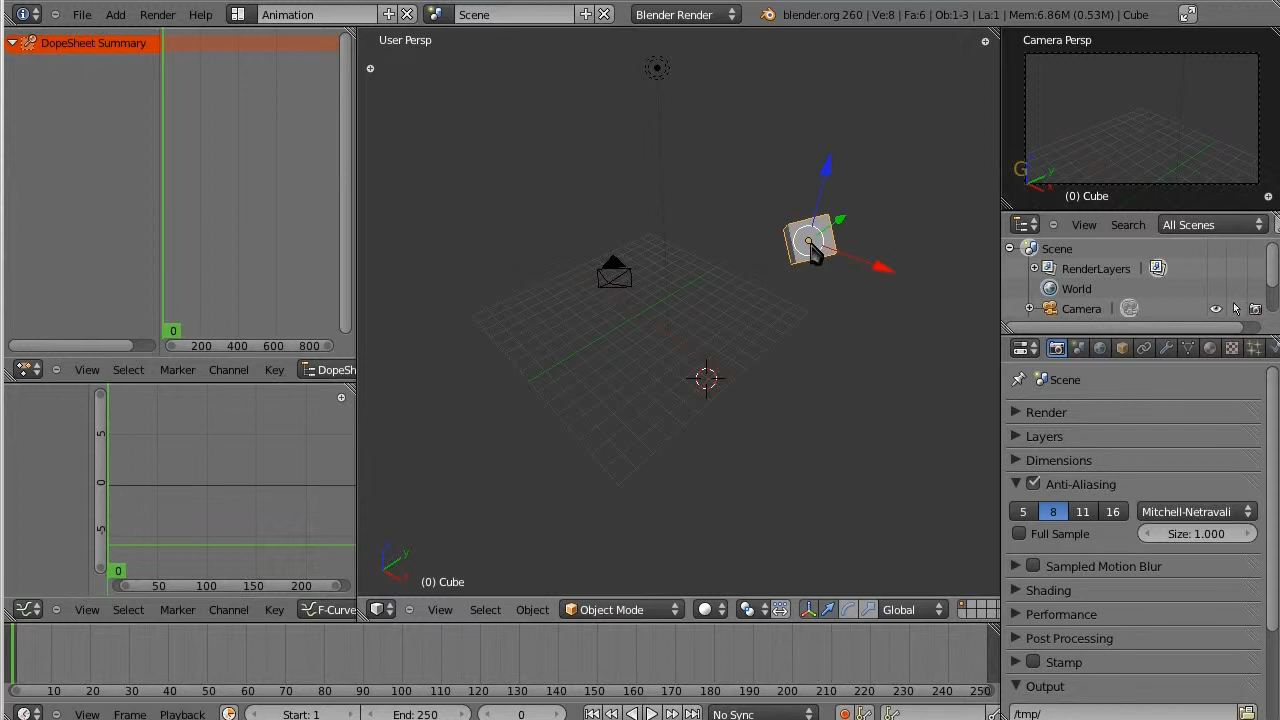 File Add Render Help Animation Scene Blender Render blender.org 260 | Ve:8 | Fa:6 | Ob:1-3 | La:1 | Mem:6.86M (0.53M) | Cube
DopeSheet Summary
0
200 400 600 800
View Select Marker Channel Key DopeSh
5
0
-5
0
50 100 150 200
View Select Marker Channel Key F-Curve
User Persp
z
y
x
(0) Cube
View Select Object Object Mode Global
Camera Persp
G
y
x
(0) Cube
View Search All Scenes
Scene
RenderLayers
World
Camera
Scene
Render
Layers
Dimensions
Anti-Aliasing
5 8 11 16 Mitchell-Netravali
Full Sample Size: 1.000
Sampled Motion Blur
Shading
Performance
Post Processing
Stamp
Output
/tmp/
10 20 30 40 50 60 70 80 90 100 110 120 130 140 150 160 170 180 190 200 210 220 230 240 250
View Frame Playback Start: 1 End: 250 0 No Sync